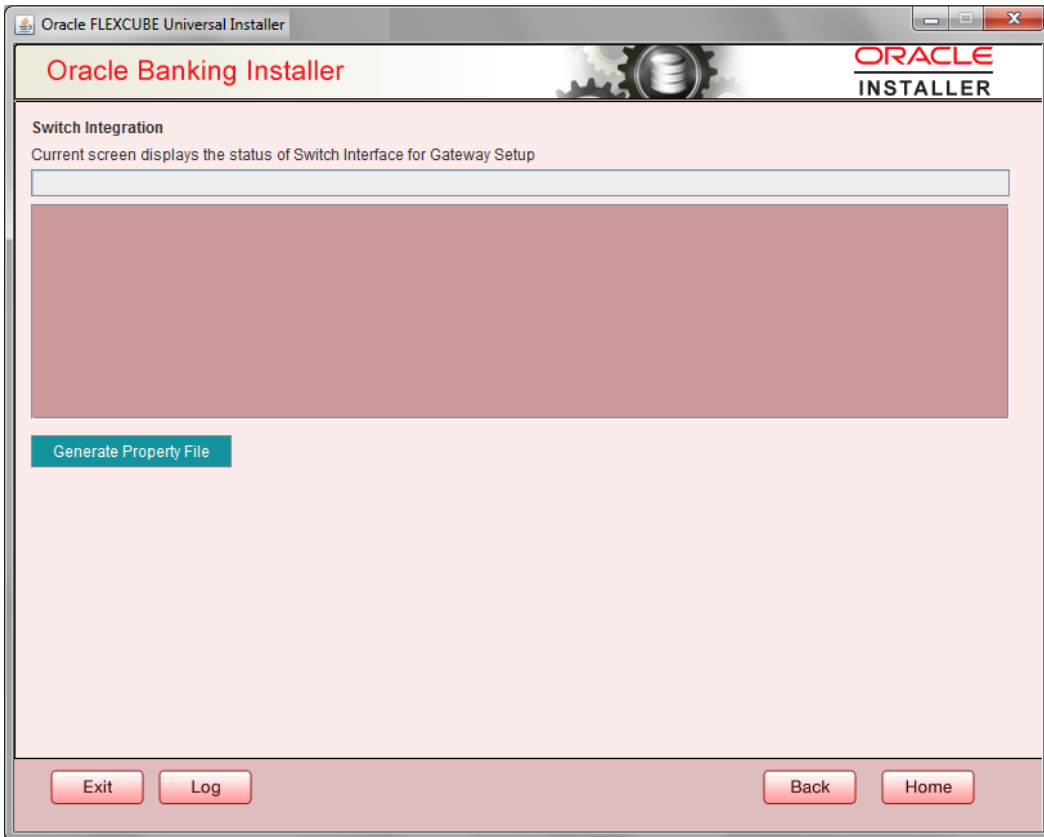 Oracle FLEXCUBE Universal Installer
Oracle Banking Installer
ORACLE
INSTALLER
Switch Integration
Current screen displays the status of Switch Interface for Gateway Setup
Generate Property File
Exit
Log
Back
Home